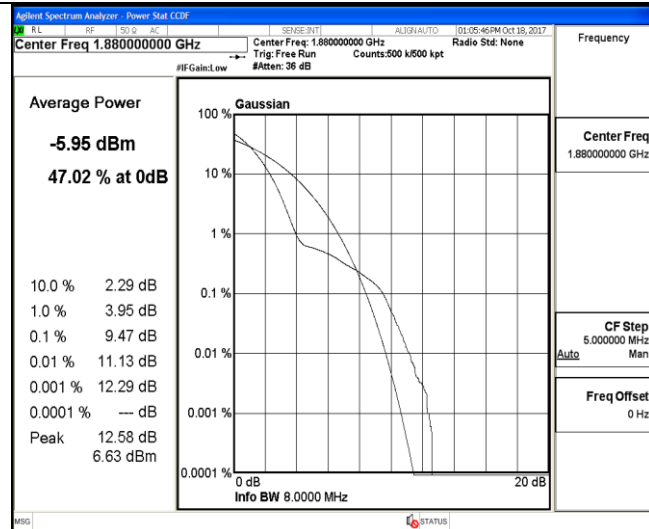 Agilent Spectrum Analyzer - Power Stat CCDF
LXI RL RF 50 Ω AC SENSE:INT ALIGN AUTO 01:05:46 PM Oct 18, 2017
Center Freq 1.880000000 GHz
Center Freq: 1.880000000 GHz Radio Std: None
Trig: Free Run Counts:500 k/500 kpt
#IFGain:Low #Atten: 36 dB
Frequency
Center Freq
1.880000000 GHz
CF Step
5.000000 MHz
Auto Man
Freq Offset
0 Hz
Average Power
-5.95 dBm
47.02 % at 0dB
10.0 % 2.29 dB
1.0 % 3.95 dB
0.1 % 9.47 dB
0.01 % 11.13 dB
0.001 % 12.29 dB
0.0001 % --- dB
Peak 12.58 dB
6.63 dBm
Gaussian
100 %
10 %
1 %
0.1 %
0.01 %
0.001 %
0.0001 %
0 dB 20 dB
Info BW 8.0000 MHz
MSG STATUS